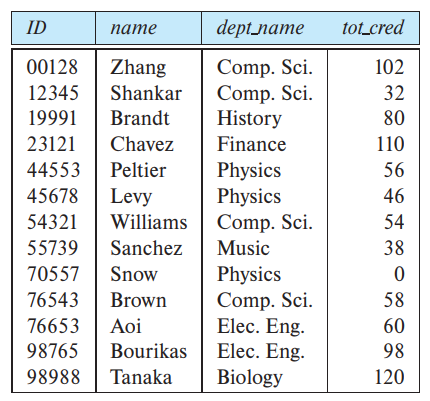 ID name dept_name tot_cred
00128 Zhang Comp. Sci. 102
12345 Shankar Comp. Sci. 32
19991 Brandt History 80
23121 Chavez Finance 110
44553 Peltier Physics 56
45678 Levy Physics 46
54321 Williams Comp. Sci. 54
55739 Sanchez Music 38
70557 Snow Physics 0
76543 Brown Comp. Sci. 58
76653 Aoi Elec. Eng. 60
98765 Bourikas Elec. Eng. 98
98988 Tanaka Biology 120